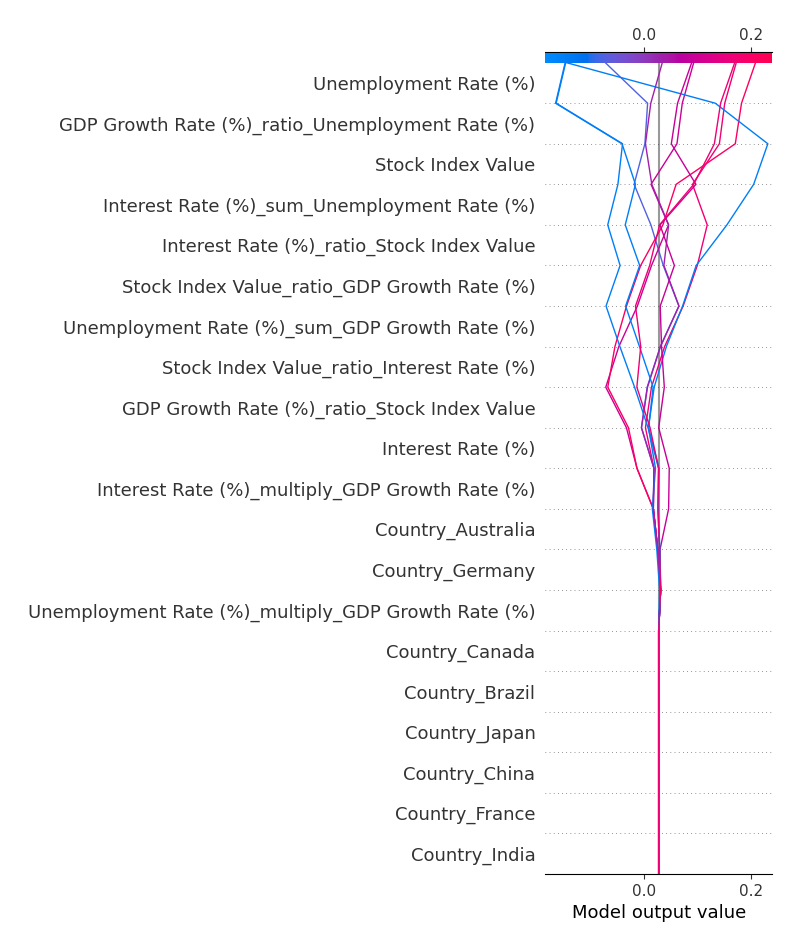 0.0 0.2
Unemployment Rate (%)
GDP Growth Rate (%)_ratio_Unemployment Rate (%)
Stock Index Value
Interest Rate (%)_sum_Unemployment Rate (%)
Interest Rate (%)_ratio_Stock Index Value
Stock Index Value_ratio_GDP Growth Rate (%)
Unemployment Rate (%)_sum_GDP Growth Rate (%)
Stock Index Value_ratio_Interest Rate (%)
GDP Growth Rate (%)_ratio_Stock Index Value
Interest Rate (%)
Interest Rate (%)_multiply_GDP Growth Rate (%)
Country_Australia
Country_Germany
Unemployment Rate (%)_multiply_GDP Growth Rate (%)
Country_Canada
Country_Brazil
Country_Japan
Country_China
Country_France
Country_India
0.0 0.2
Model output value